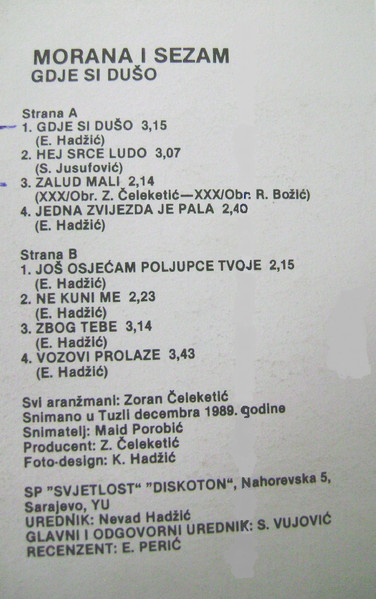 MORANA I SEZAM
GDJE SI DUŠO
Strana A
1. GDJE SI DUŠO 3,15
(E. Hadžić)
2. HEJ SRCE LUDO 3,07
(S. Jusufović)
3. ZALUD MALI 2,14
(XXX/Obr. Z. Čeleketić—XXX/Obr. R. Božić)
4. JEDNA ZVIJEZDA JE PALA 2,40
(E. Hadžić)
Strana B
1. JOŠ OSJEĆAM POLJUPCE TVOJE 2,15
(E. Hadžić)
2. NE KUNI ME 2,23
(E. Hadžić)
3. ZBOG TEBE 3,14
(E. Hadžić)
4. VOZOVI PROLAZE 3,43
(E. Hadžić)
Svi aranžmani: Zoran Čeleketić
Snimano u Tuzli decembra 1989. godine
Snimatelj: Maid Porobić
Producent: Z. Čeleketić
Foto-design: K. Hadžić
SP "SVJETLOST" "DISKOTON", Nahorevska 5,
Sarajevo, YU
UREDNIK: Nevad Hadžić
GLAVNI I ODGOVORNI UREDNIK: S. VUJOVIĆ
RECENZENT: E. PERIĆ